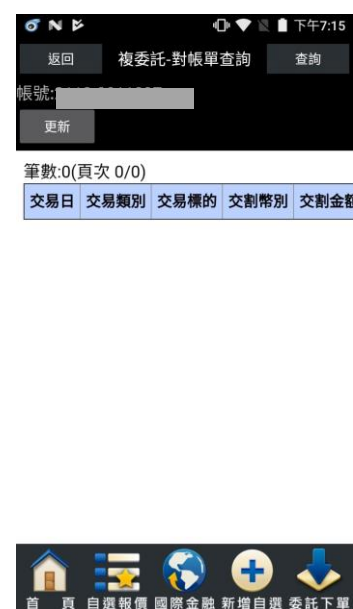 下午7:15
返回 複委託-對帳單查詢 查詢
帳號:
更新
筆數:0(頁次 0/0)
交易日 交易類別 交易標的 交割幣別 交割金額
首 頁 自選報價 國際金融 新增自選 委託下單